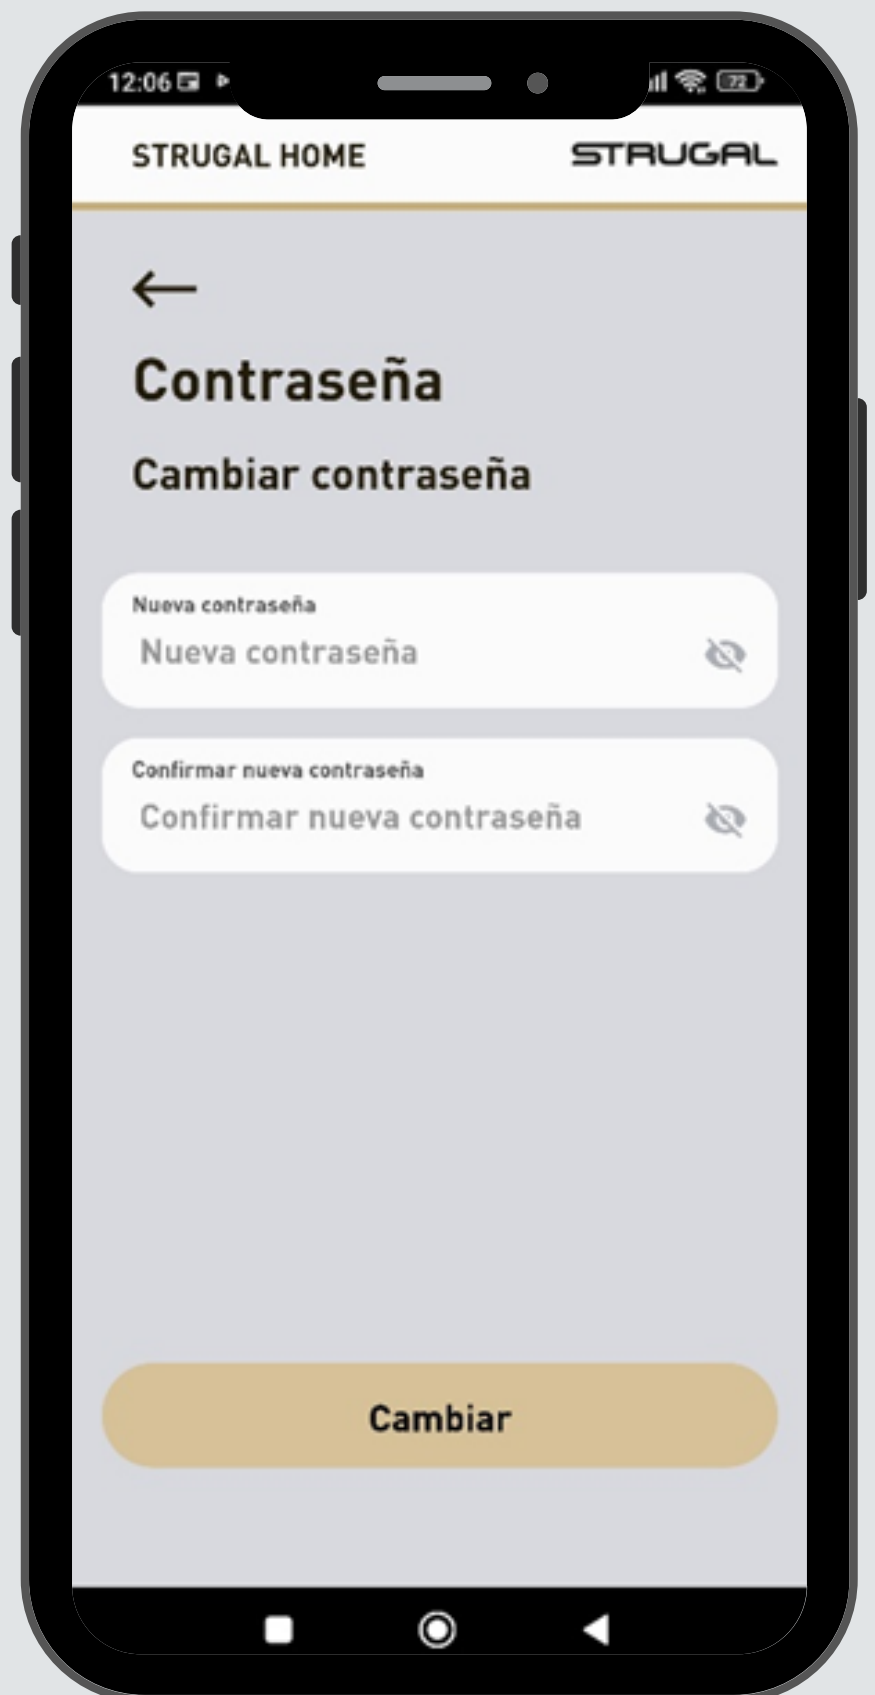 12:06
72
STRUGAL HOME
STRUGAL
Contraseña
Cambiar contraseña
Nueva contraseña
Nueva contraseña
Confirmar nueva contraseña
Confirmar nueva contraseña
Cambiar